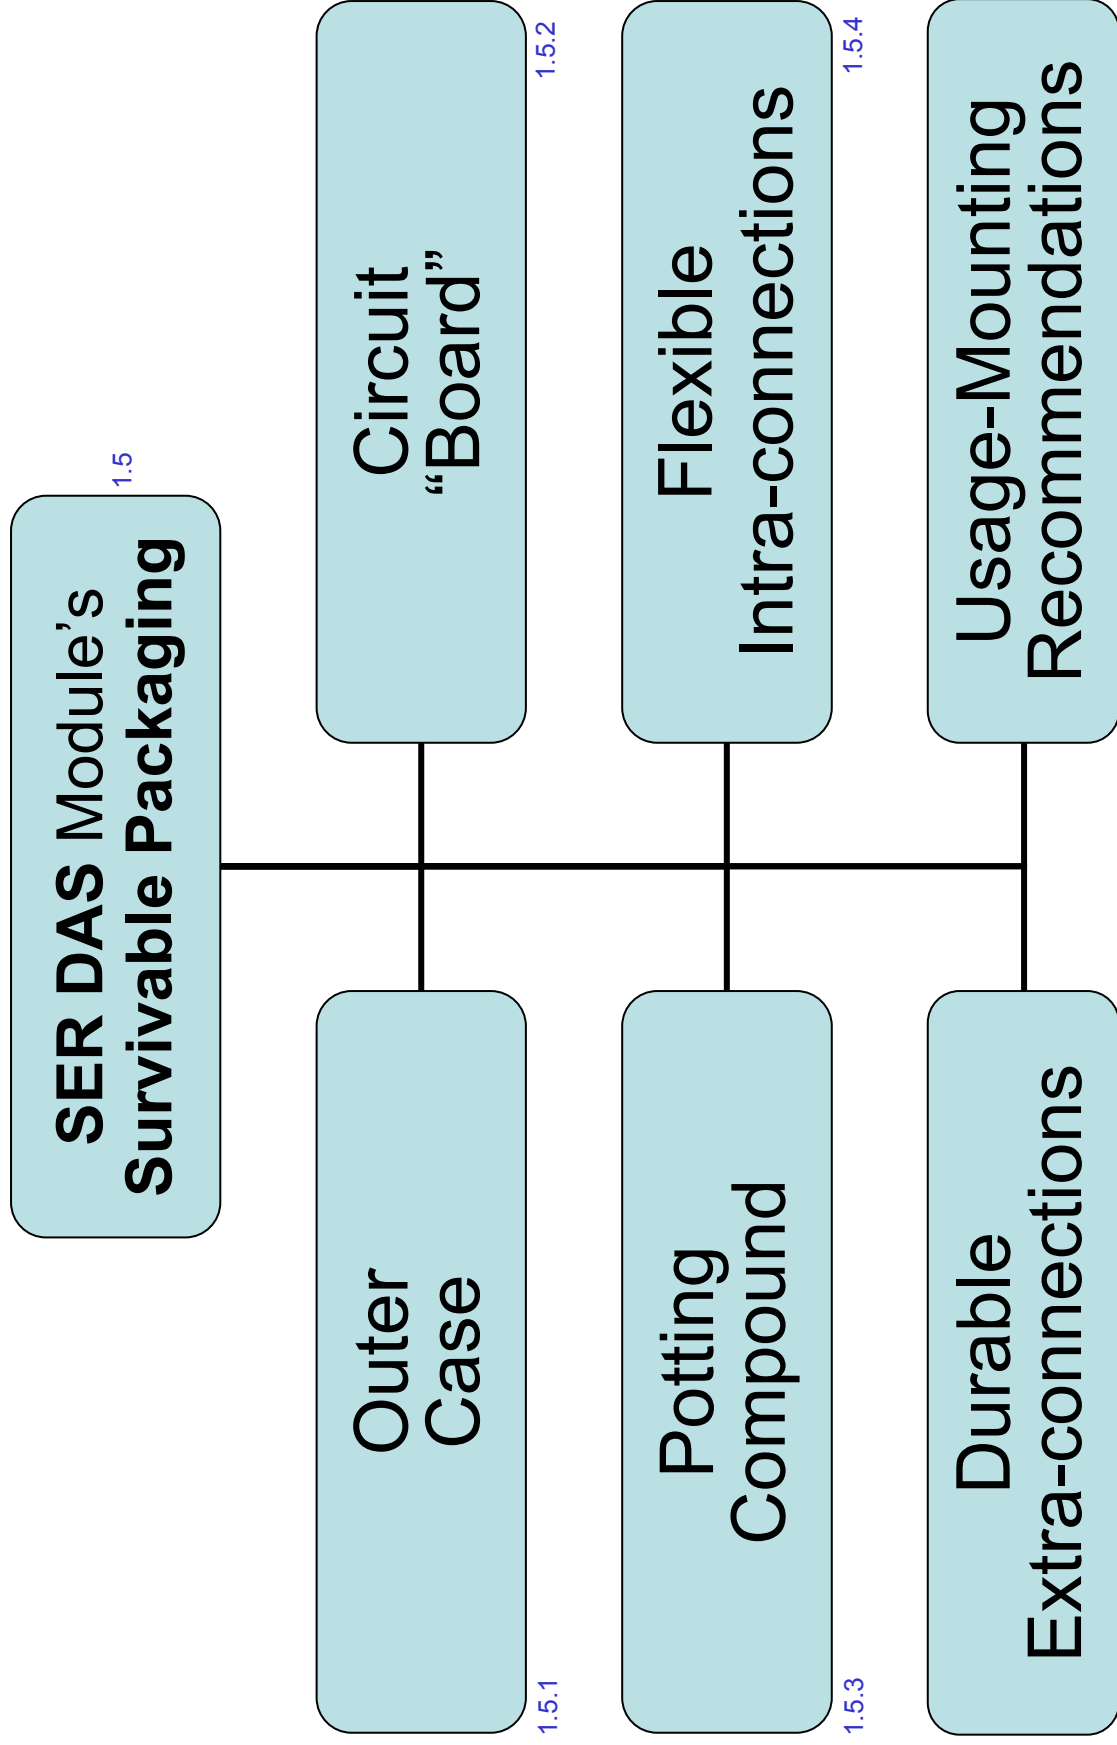 SER DAS Module’s
Survivable Packaging
1.5
Outer
Case
1.5.1
Circuit
“Board”
1.5.2
Potting
Compound
1.5.3
Flexible
Intra-connections
1.5.4
Durable
Extra-connections
Usage-Mounting
Recommendations